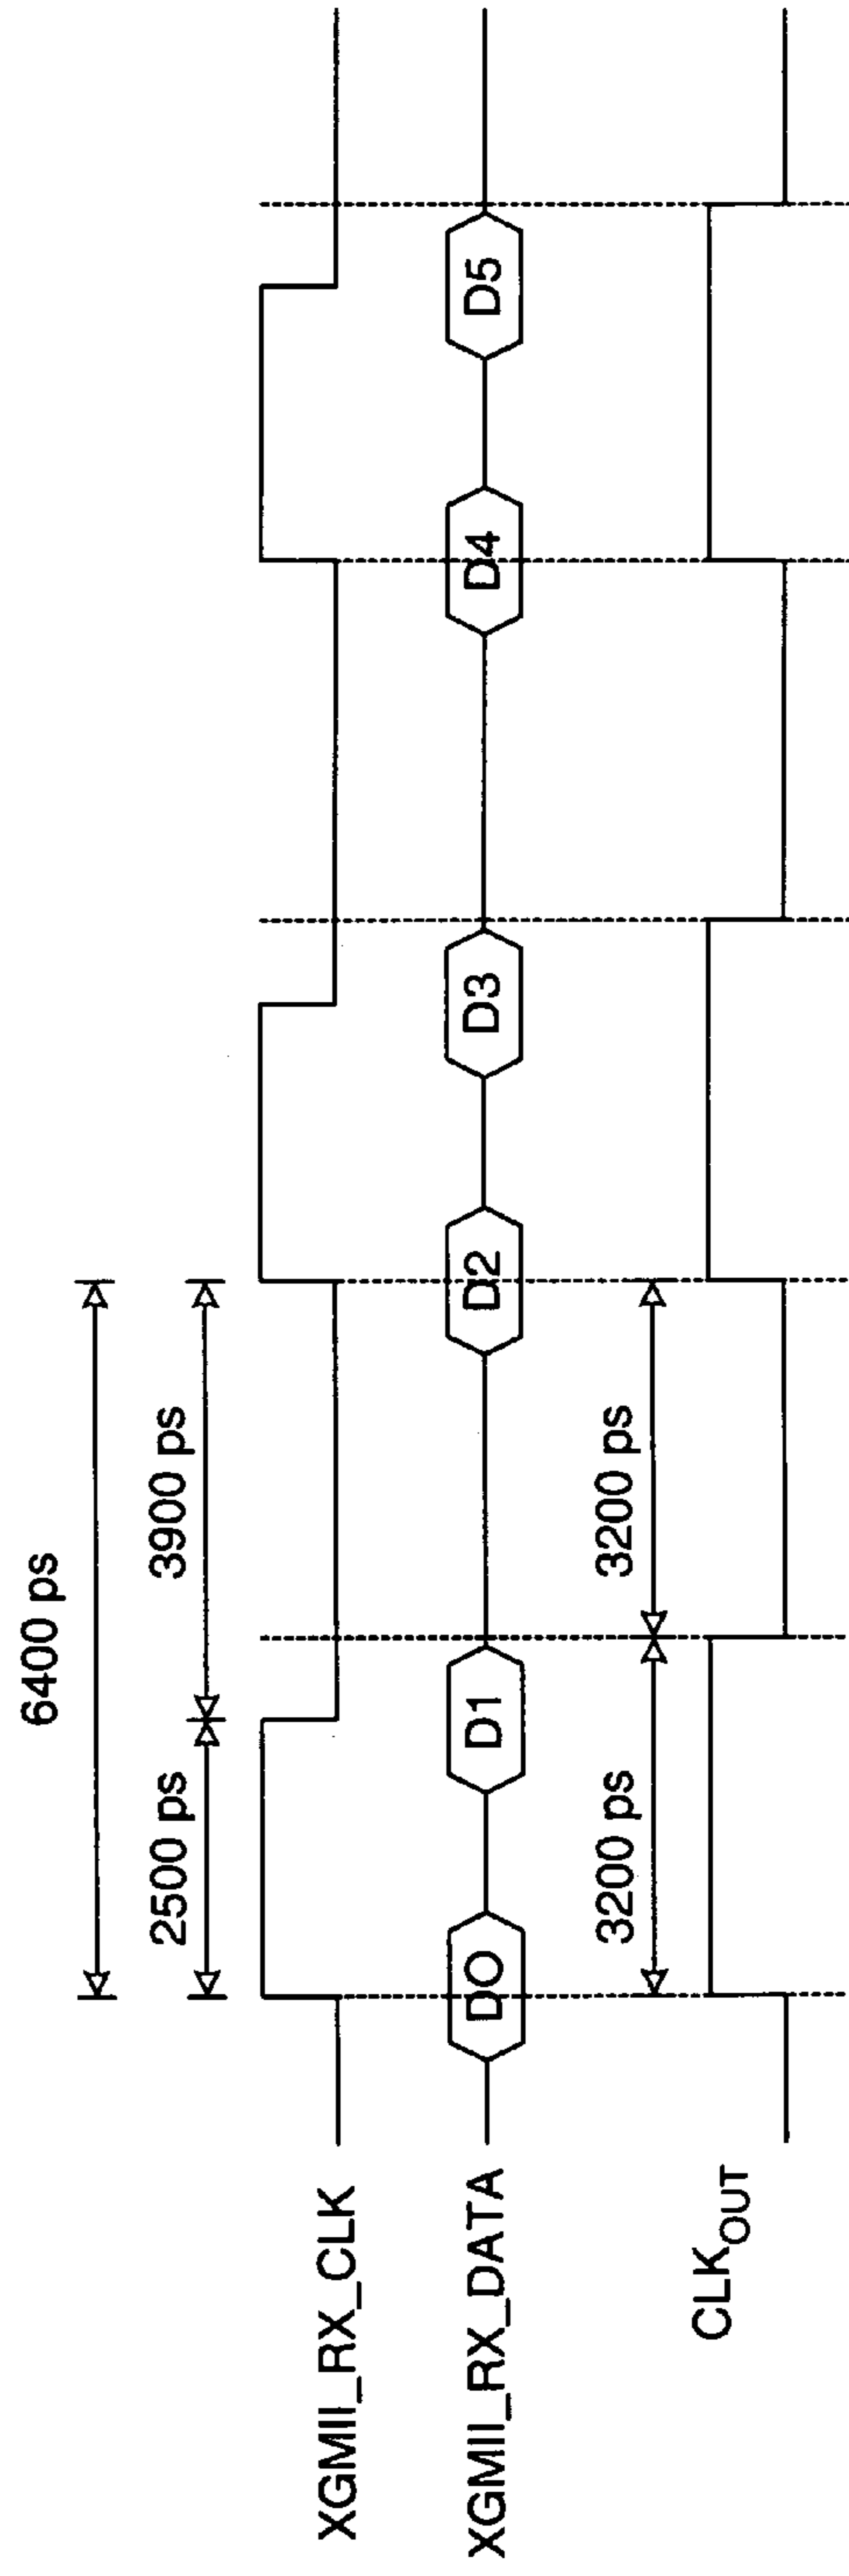 6400 ps
2500 ps
3900 ps
XGMII_RX_CLK
XGMII_RX_DATA
DO
D1
D2
D3
D4
D5
3200 ps
3200 ps
CLKOUT